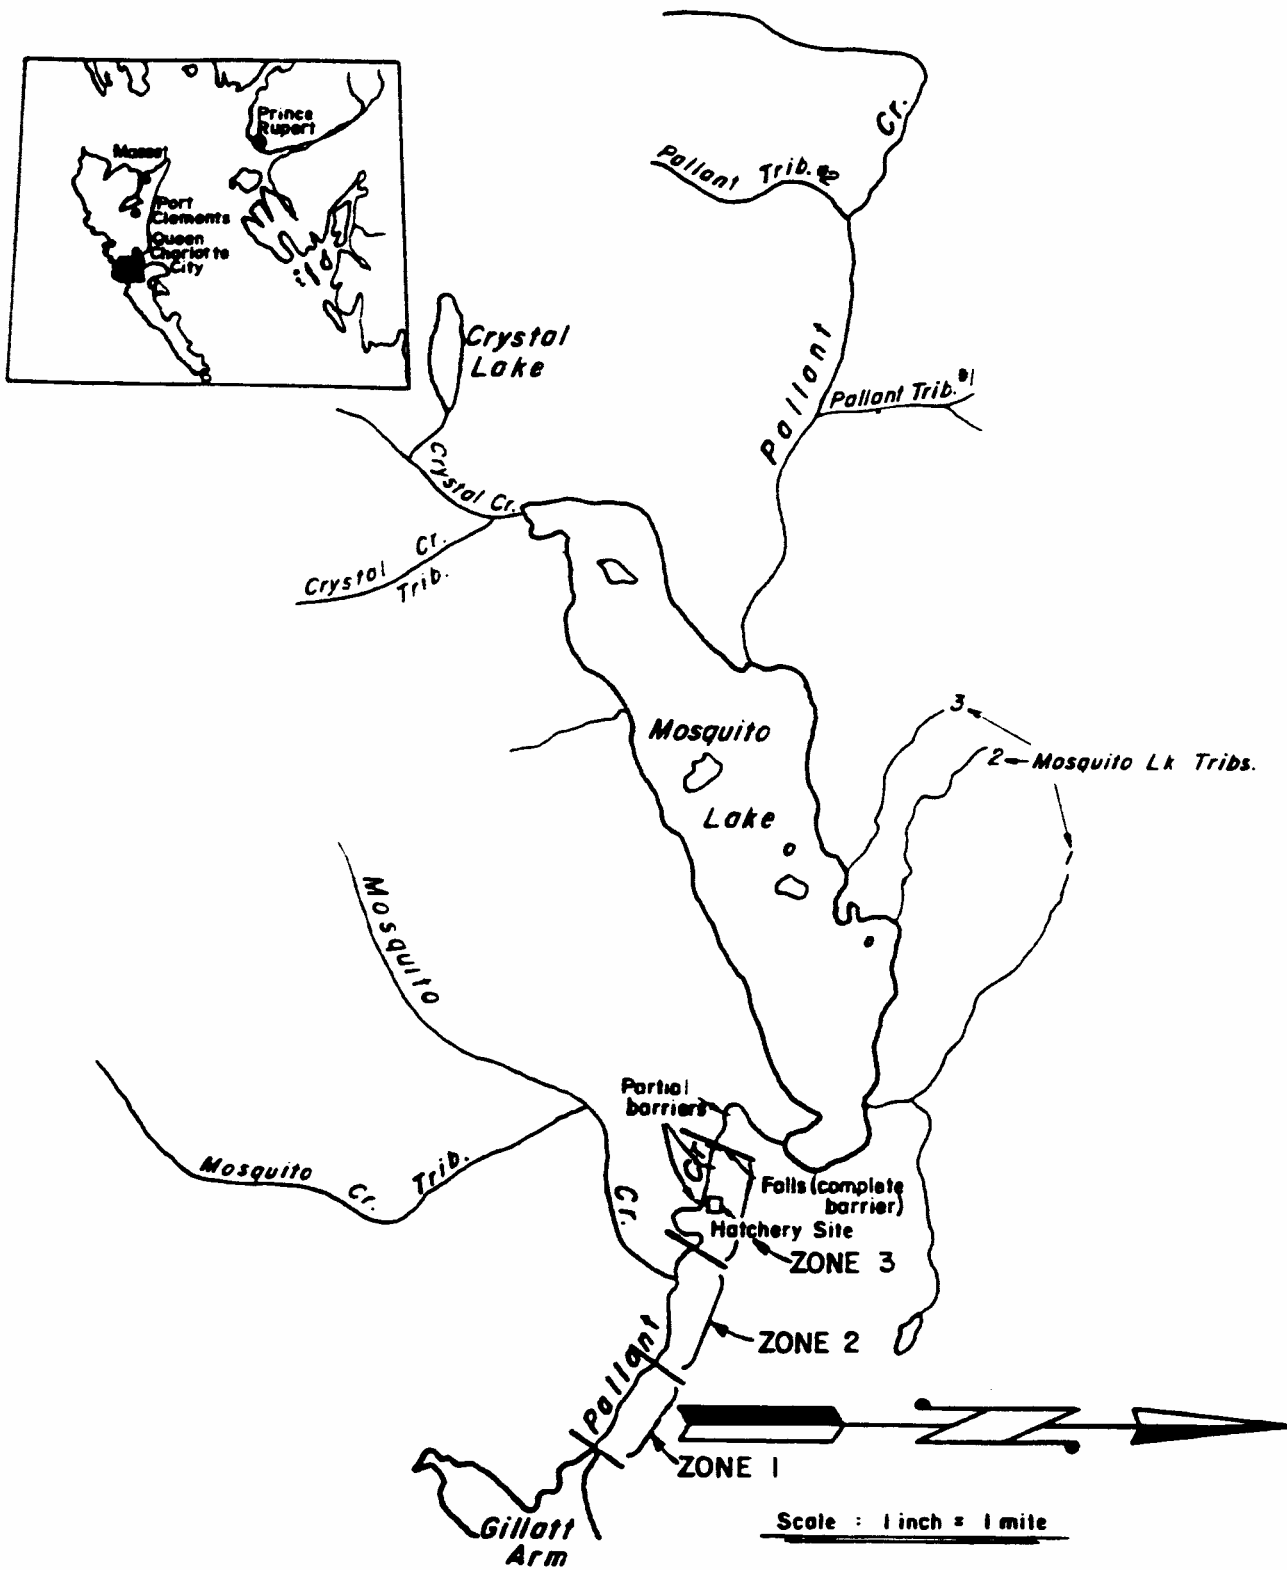 Prince
Rupert
Masset
Port
Clements
Queen
Charlotte
City
Cr.
Pallant Trib. #2
Crystal
Lake
Pallant
Pallant Trib. #1
Crystal Cr.
Crystal Cr.
Trib.
Mosquito
Lake
3
2
Mosquito Lk Tribs.
1
Mosquito
Cr.
Mosquito Cr. Trib.
Partial
barriers
Cr.
Falls (complete
barrier)
Hatchery Site
ZONE 3
ZONE 2
Pallant
ZONE 1
Gillatt
Arm
Scale : 1 inch = 1 mile